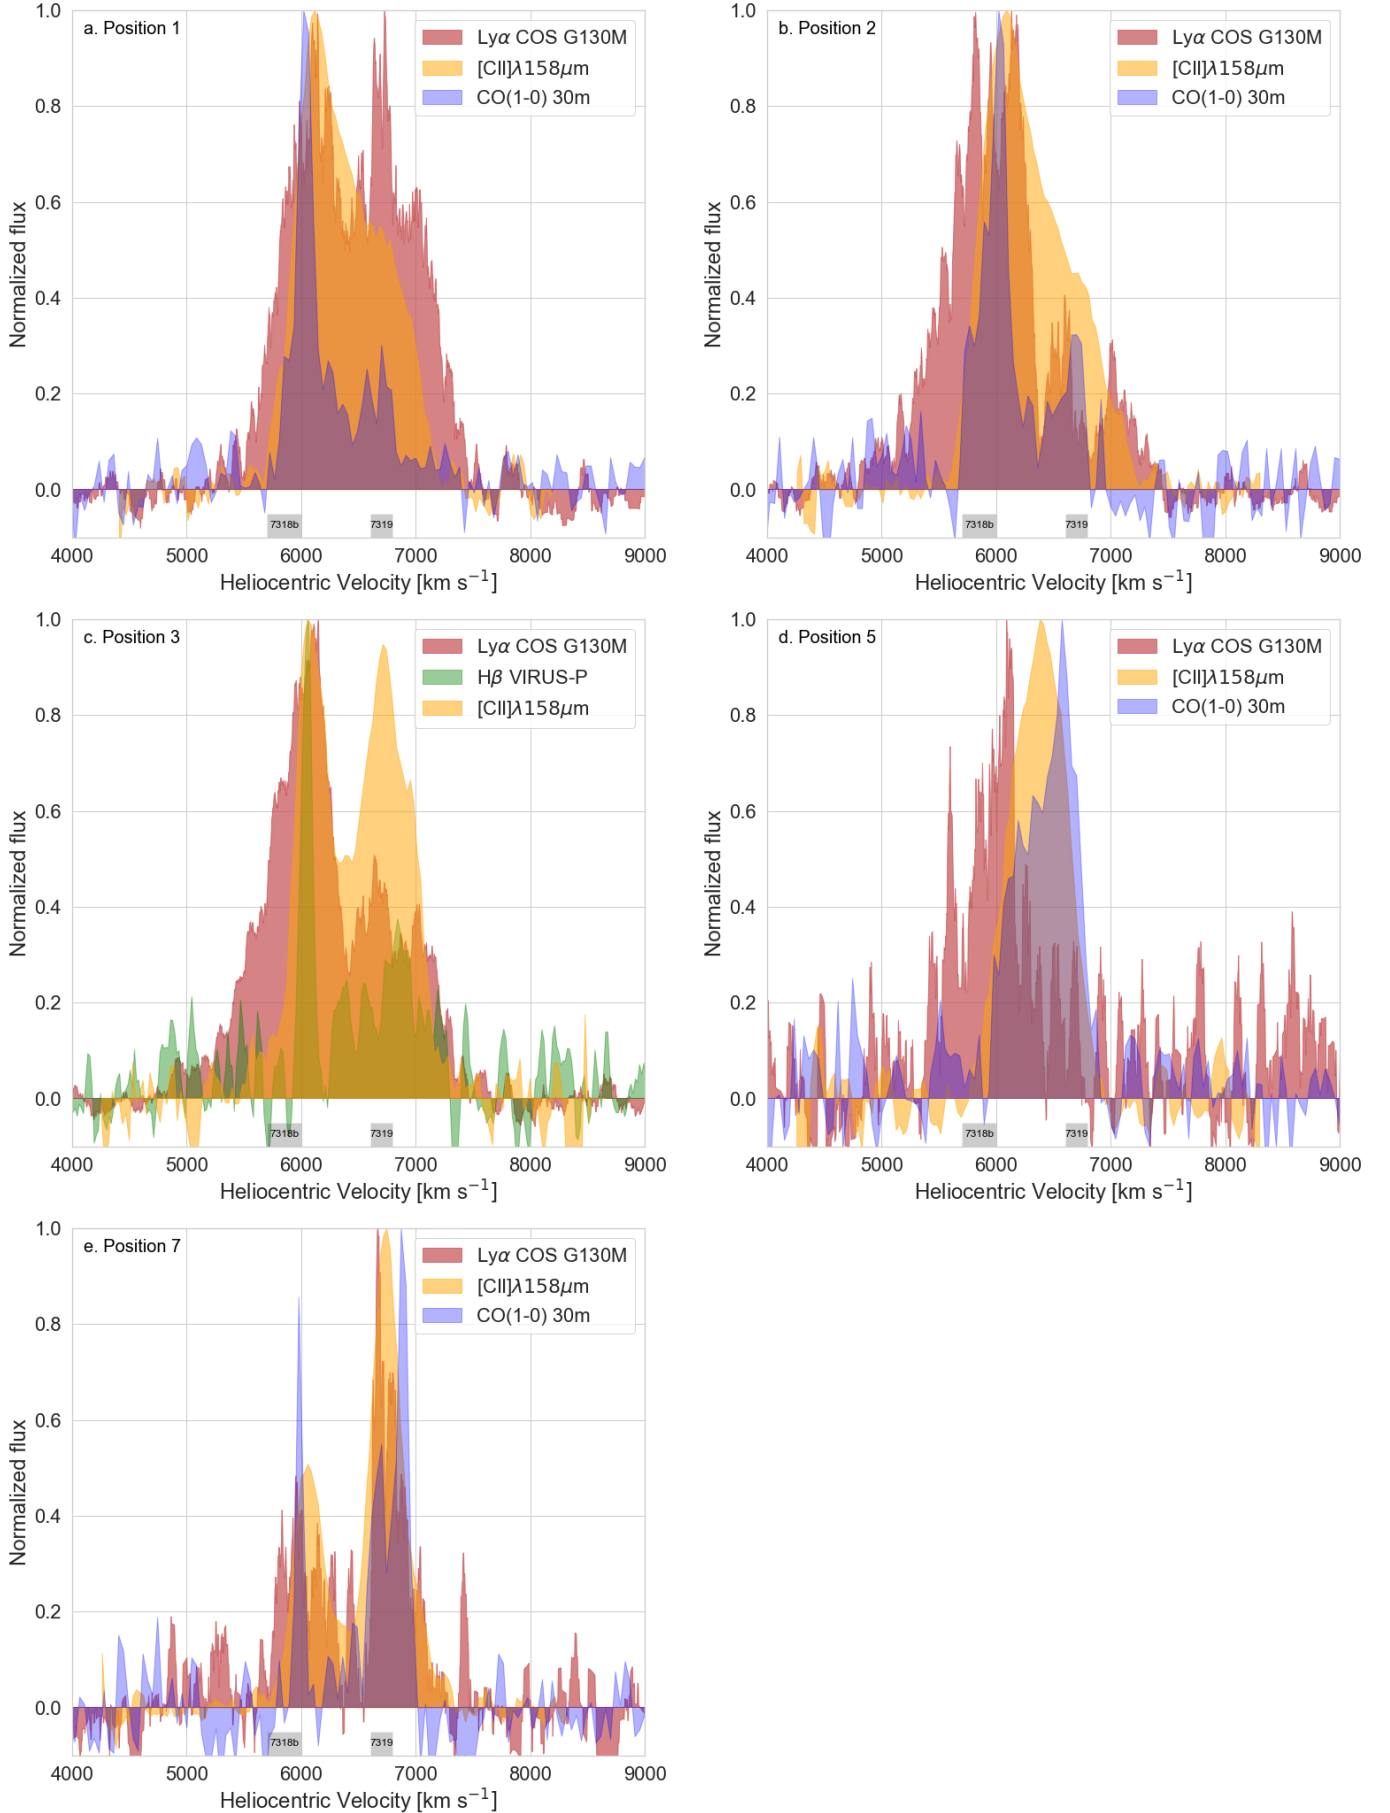 a. Position 1
Lyα COS G130M
[CII]λ158μm
CO(1-0) 30m
1.0
0.8
0.6
0.4
0.2
0.0
Normalized flux
7318b
7319
4000 5000 6000 7000 8000 9000
Heliocentric Velocity [km s⁻¹]
b. Position 2
Lyα COS G130M
[CII]λ158μm
CO(1-0) 30m
1.0
0.8
0.6
0.4
0.2
0.0
Normalized flux
7318b
7319
4000 5000 6000 7000 8000 9000
Heliocentric Velocity [km s⁻¹]
c. Position 3
Lyα COS G130M
Hβ VIRUS-P
[CII]λ158μm
1.0
0.8
0.6
0.4
0.2
0.0
Normalized flux
7318b
7319
4000 5000 6000 7000 8000 9000
Heliocentric Velocity [km s⁻¹]
d. Position 5
Lyα COS G130M
[CII]λ158μm
CO(1-0) 30m
1.0
0.8
0.6
0.4
0.2
0.0
Normalized flux
7318b
7319
4000 5000 6000 7000 8000 9000
Heliocentric Velocity [km s⁻¹]
e. Position 7
Lyα COS G130M
[CII]λ158μm
CO(1-0) 30m
1.0
0.8
0.6
0.4
0.2
0.0
Normalized flux
7318b
7319
4000 5000 6000 7000 8000 9000
Heliocentric Velocity [km s⁻¹]